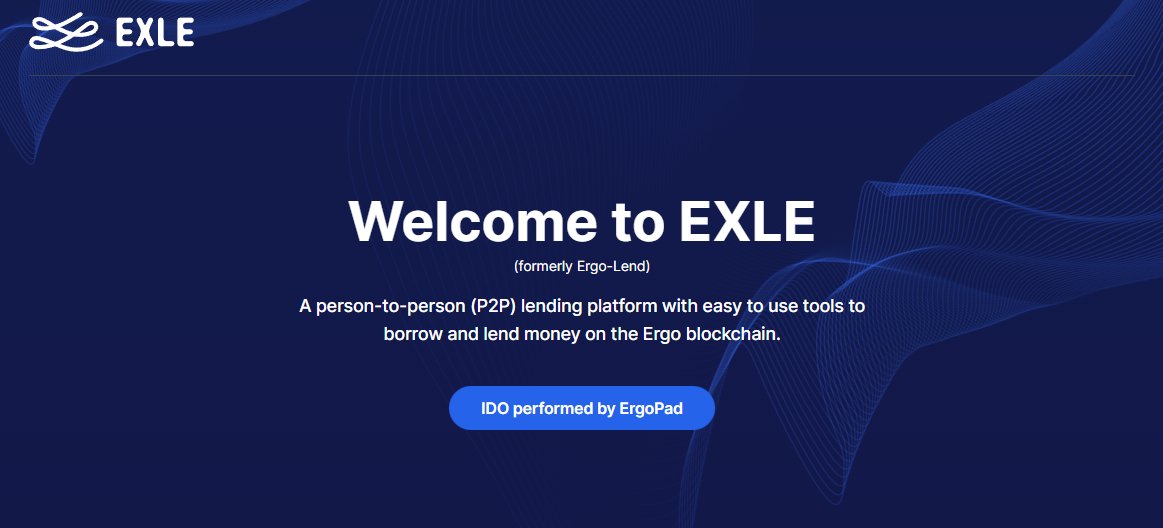 EXLE
Welcome to EXLE
(formerly Ergo-Lend)
A person-to-person (P2P) lending platform with easy to use tools to
borrow and lend money on the Ergo blockchain.
IDO performed by ErgoPad